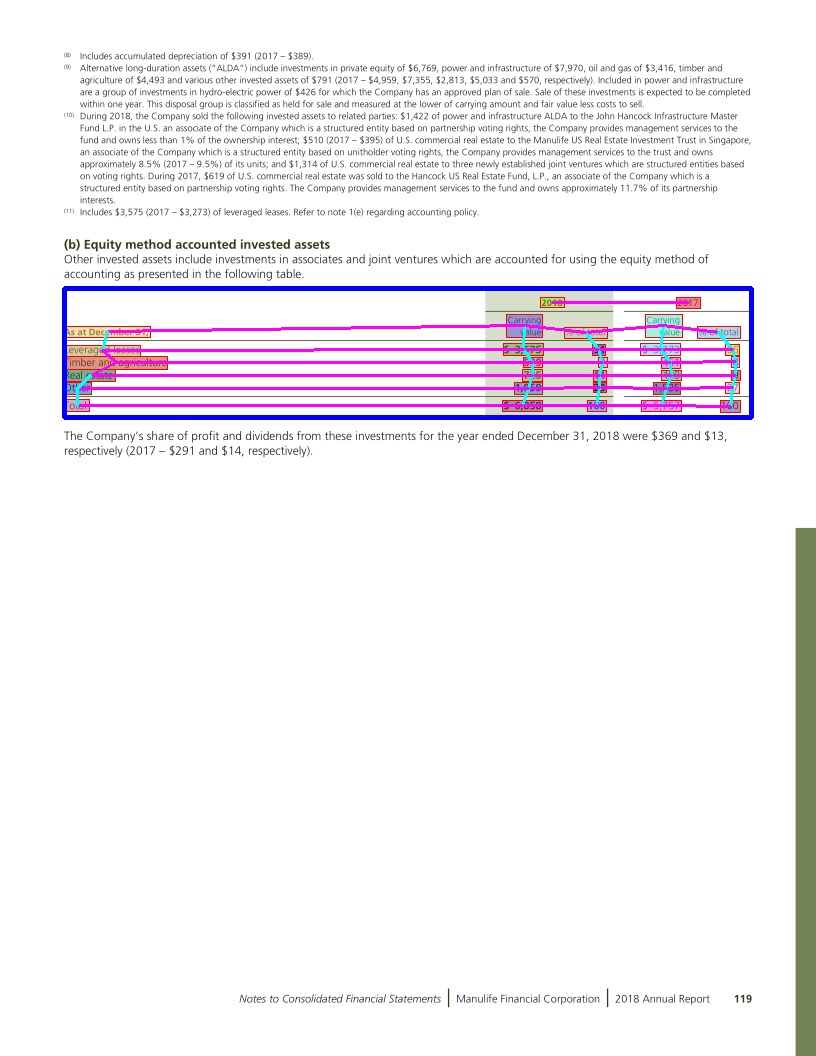 (8) Includes accumulated depreciation of $391 (2017 – $389).
(9) Alternative long-duration assets (“ALDA”) include investments in private equity of $6,769, power and infrastructure of $7,970, oil and gas of $3,416, timber and
agriculture of $4,493 and various other invested assets of $791 (2017 – $4,959, $7,355, $2,813, $5,033 and $570, respectively). Included in power and infrastructure
are a group of investments in hydro-electric power of $426 for which the Company has an approved plan of sale. Sale of these investments is expected to be completed
within one year. This disposal group is classified as held for sale and measured at the lower of carrying amount and fair value less costs to sell.
(10) During 2018, the Company sold the following invested assets to related parties: $1,422 of power and infrastructure ALDA to the John Hancock Infrastructure Master
Fund L.P. in the U.S. an associate of the Company which is a structured entity based on partnership voting rights, the Company provides management services to the
fund and owns less than 1% of the ownership interest; $510 (2017 – $395) of U.S. commercial real estate to the Manulife US Real Estate Investment Trust in Singapore,
an associate of the Company which is a structured entity based on unitholder voting rights, the Company provides management services to the trust and owns
approximately 8.5% (2017 – 9.5%) of its units; and $1,314 of U.S. commercial real estate to three newly established joint ventures which are structured entities based
on voting rights. During 2017, $619 of U.S. commercial real estate was sold to the Hancock US Real Estate Fund, L.P., an associate of the Company which is a
structured entity based on partnership voting rights. The Company provides management services to the fund and owns approximately 11.7% of its partnership
interests.
(11) Includes $3,575 (2017 – $3,273) of leveraged leases. Refer to note 1(e) regarding accounting policy.
(b) Equity method accounted invested assets
Other invested assets include investments in associates and joint ventures which are accounted for using the equity method of
accounting as presented in the following table.
2018 2017
Carrying Carrying
As at December 31, value % of total value % of total
Leveraged leases $ 3,575 $ 3,273
Timber and agriculture
Real estate
Other
Total 100 100
The Company’s share of profit and dividends from these investments for the year ended December 31, 2018 were $369 and $13,
respectively (2017 – $291 and $14, respectively).
Notes to Consolidated Financial Statements Manulife Financial Corporation 2018 Annual Report 119